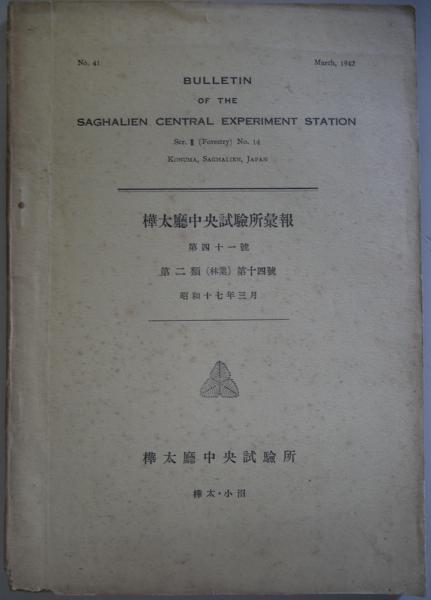 No. 41 March, 1942
BULLETIN
OF THE
SAGHALIEN CENTRAL EXPERIMENT STATION
Ser. Ⅱ (Forestry) No. 14
KONUMA, SAGHALIEN, JAPAN
樺太廳中央試驗所彙報
第四十一號
第二類(林業)第十四號
昭和十七年三月
樺太廳中央試驗所
樺太・小沼